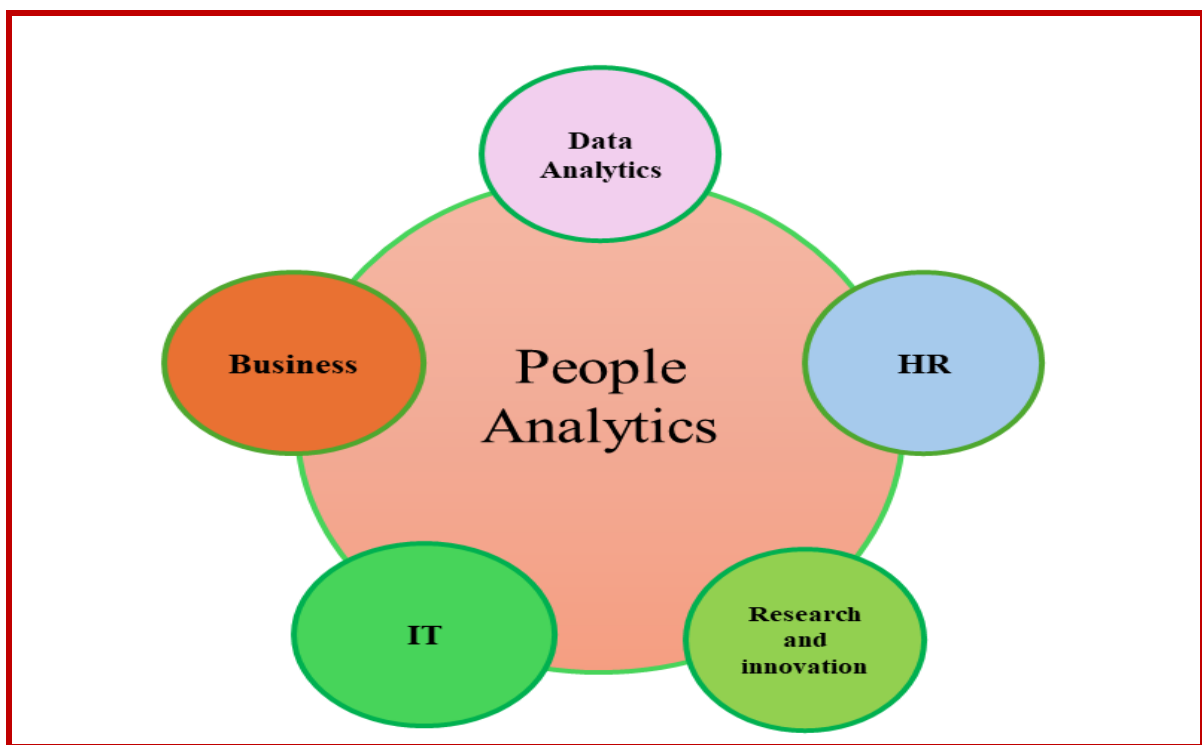 Data
Analytics
Business
People
Analytics
HR
IT
Research
and
innovation